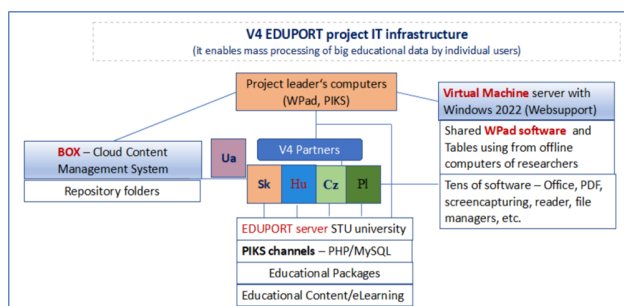 V4 EDUPORT project IT infrastructure
(it enables mass processing of big educational data by individual users)
Project leader's computers
(WPad, PIKS)
Virtual Machine server with
Windows 2022 (Websupport)
Shared WPad software and
Tables using from offline
computers of researchers
Tens of software – Office, PDF,
screencapturing, reader, file
managers, etc.
BOX – Cloud Content
Management System
Repository folders
Ua
V4 Partners
Sk
Hu
Cz
Pl
EDUPORT server STU university
PIKS channels – PHP/MySQL
Educational Packages
Educational Content/eLearning